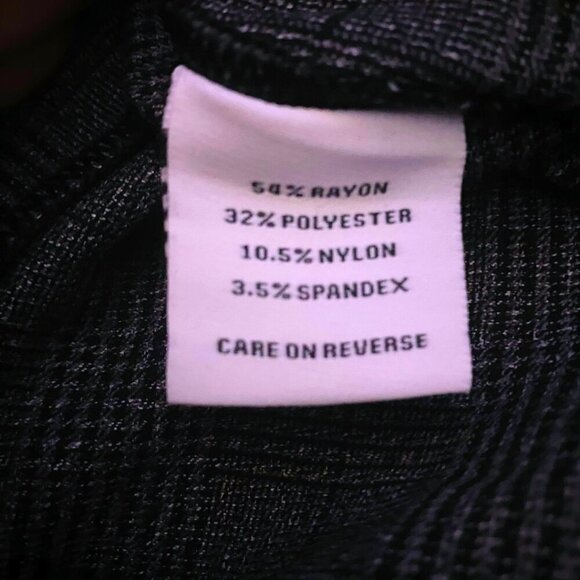 54% RAYON
32% POLYESTER
10.5% NYLON
3.5% SPANDEX
CARE ON REVERSE